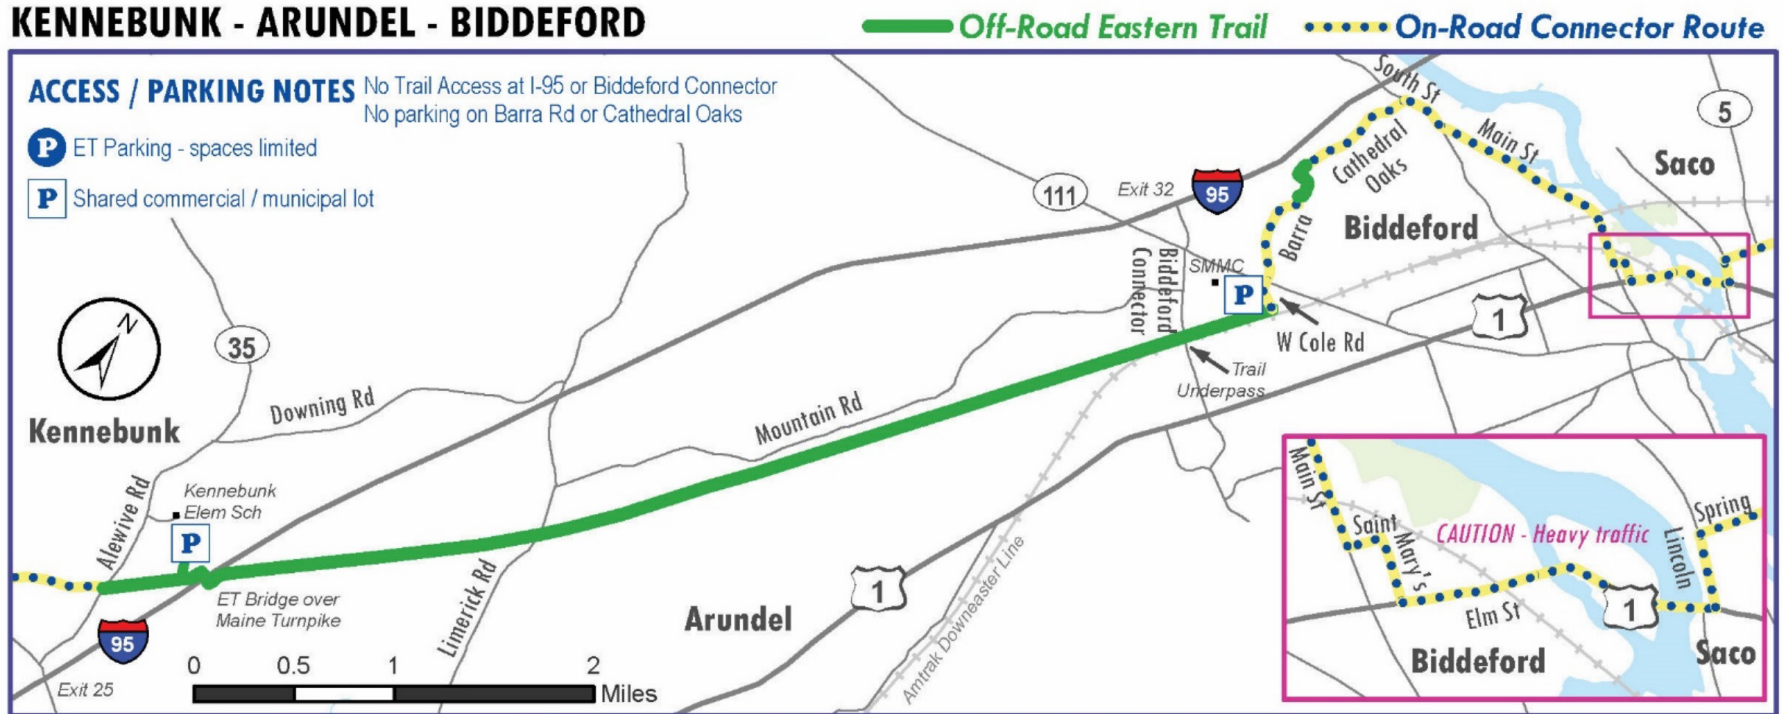 KENNEBUNK - ARUNDEL - BIDDEFORD
Off-Road Eastern Trail
On-Road Connector Route
ACCESS / PARKING NOTES
No Trail Access at I-95 or Biddeford Connector
No parking on Barra Rd or Cathedral Oaks
P ET Parking - spaces limited
P Shared commercial / municipal lot
N
35
Kennebunk
Downing Rd
Alewive Rd
Kennebunk
Elem Sch
P
ET Bridge over
Maine Turnpike
95
Exit 25
0 0.5 1 2
Miles
Limerick Rd
Mountain Rd
Arundel
1
Amtrak Downeaster Line
111
Exit 32
95
Biddeford
Connector
SMMC
P
Barra
Cathedral
Oaks
South St
Main St
5
Saco
Biddeford
W Cole Rd
Trail
Underpass
1
Main St
Saint
Mary's
CAUTION - Heavy traffic
Elm St
1
Lincoln
Spring
Biddeford
Saco